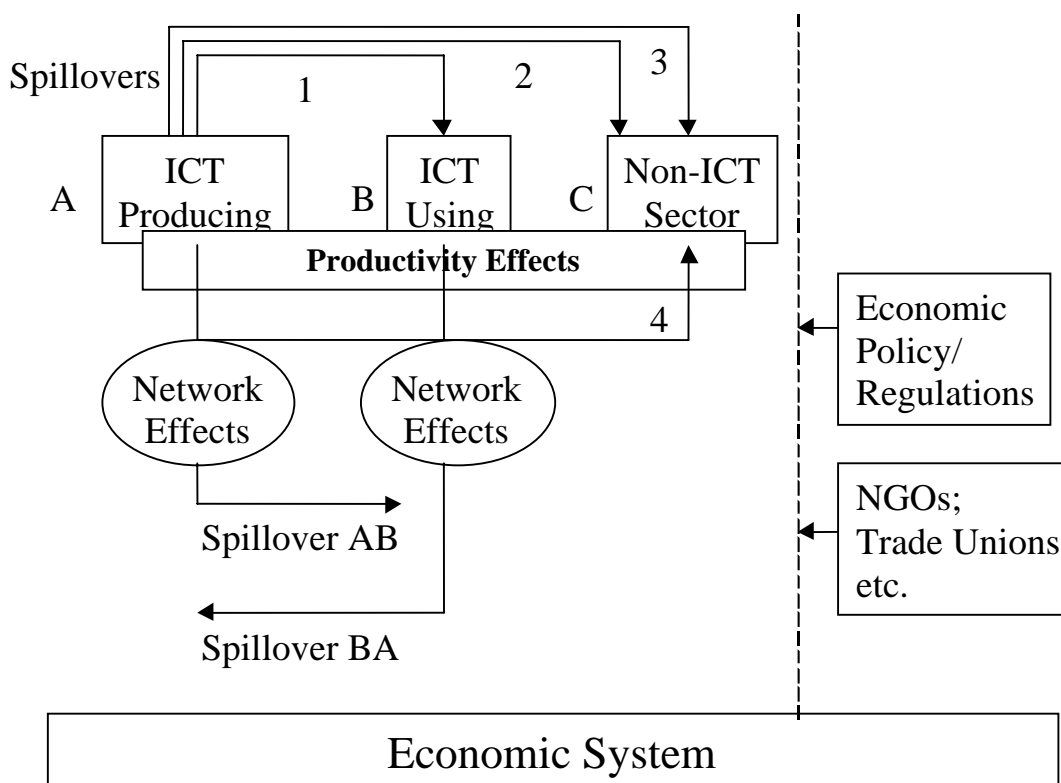 Spillovers
1
2
3
A
ICT
Producing
B
ICT
Using
C
Non-ICT
Sector
Productivity Effects
4
Network
Effects
Network
Effects
Spillover AB
Spillover BA
Economic
Policy/
Regulations
NGOs;
Trade Unions
etc.
Economic System